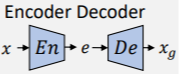 Encoder Decoder
x En e De x_g